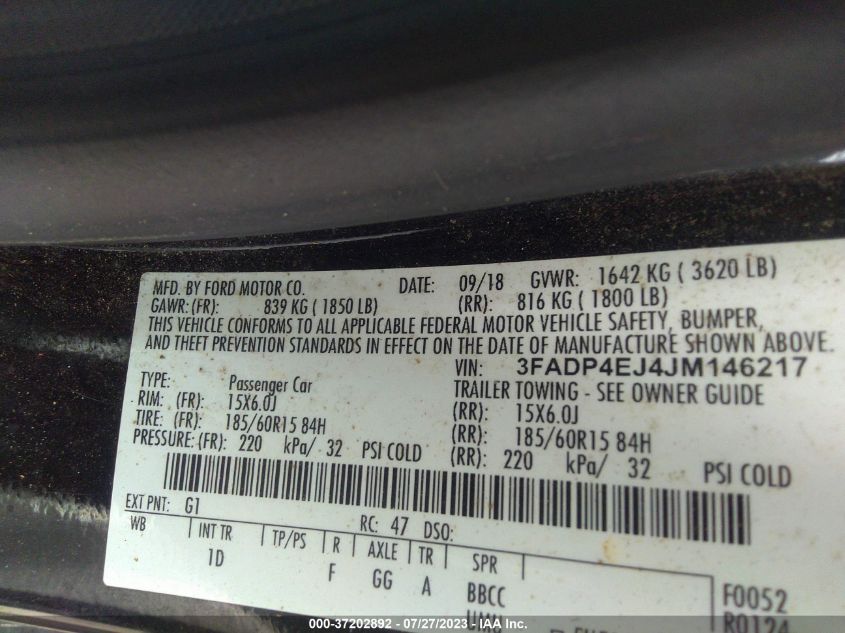 MFD. BY FORD MOTOR CO. DATE: 09/18 GVWR: 1642 KG ( 3620 LB)
GAWR:(FR): 839 KG ( 1850 LB) (RR): 816 KG ( 1800 LB)
THIS VEHICLE CONFORMS TO ALL APPLICABLE FEDERAL MOTOR VEHICLE SAFETY, BUMPER,
AND THEFT PREVENTION STANDARDS IN EFFECT ON THE DATE OF MANUFACTURE SHOWN ABOVE.
VIN: 3FADP4EJ4JM146217
TYPE: Passenger Car TRAILER TOWING - SEE OWNER GUIDE
RIM: (FR): 15X6.0J (RR): 15X6.0J
TIRE: (FR): 185/60R15 84H (RR): 185/60R15 84H
PRESSURE: (FR): 220 kPa/ 32 PSI COLD (RR): 220 kPa/ 32 PSI COLD
EXT PNT: G1 RC: 47 DSO:
WB INT TR TP/PS R AXLE TR SPR
1D F GG A BBCC F0052
R0124
000-37202892 - 07/27/2023 - © IAA Inc.